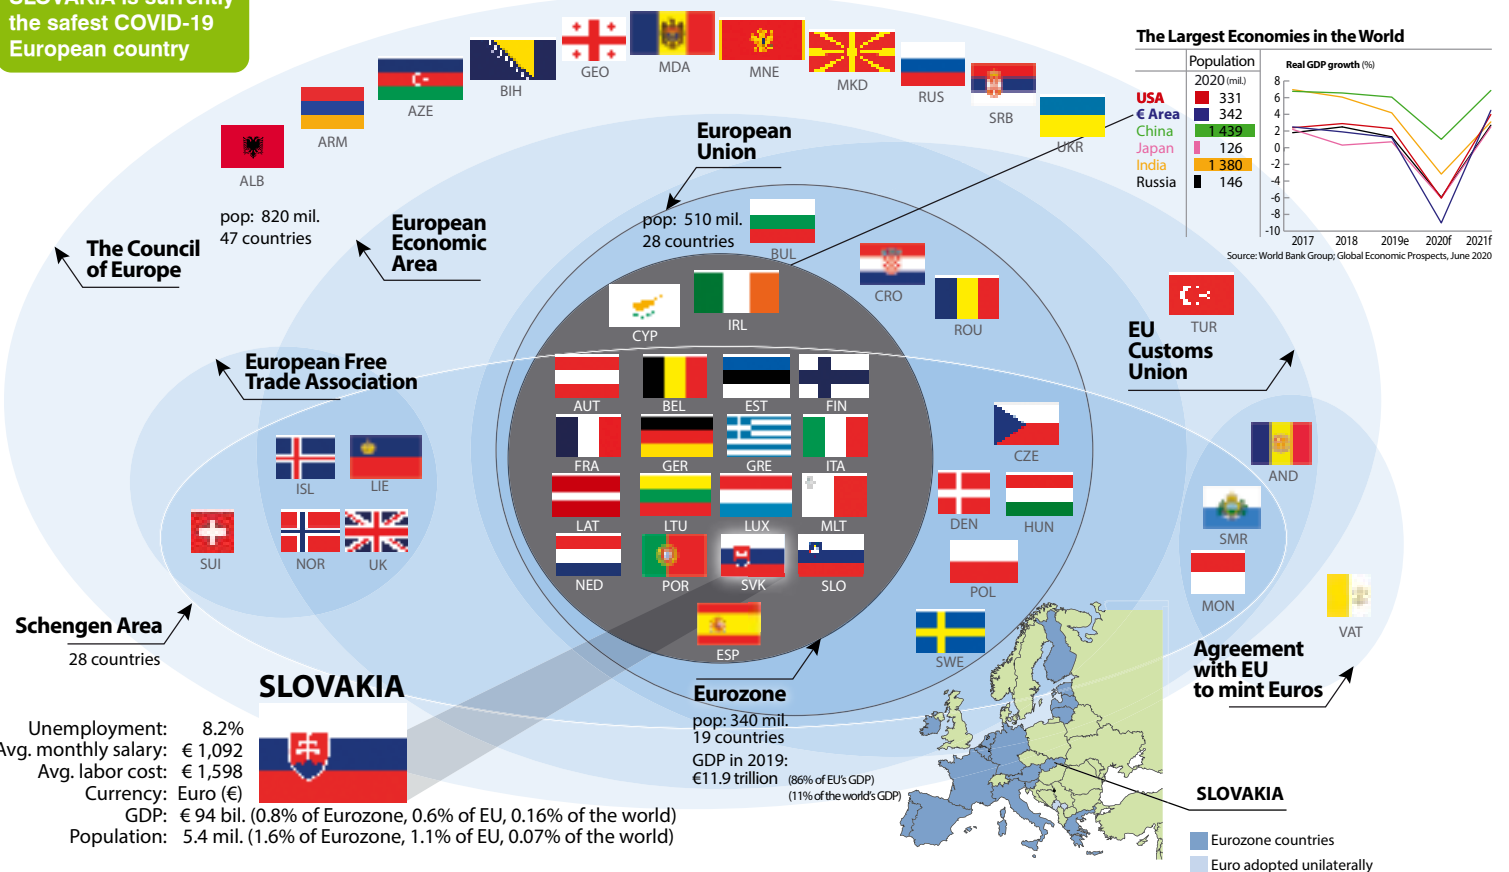 SLOVAKIA is currently
the safest COVID-19
European country
GEO
MDA
MNE
MKD
RUS
SRB
UKR
BIH
AZE
ARM
ALB
pop: 820 mil.
47 countries
The Council
of Europe
European
Economic
Area
European
Union
pop: 510 mil.
28 countries
BUL
CRO
ROU
The Largest Economies in the World
Population
2020 (mil.)
USA 331
€ Area 342
China 1 439
Japan 126
India 1 380
Russia 146
Real GDP growth (%)
8
6
4
2
0
-2
-4
-6
-8
-10
2017 2018 2019e 2020f 2021f
Source: World Bank Group; Global Economic Prospects, June 2020
TUR
EU
Customs
Union
European Free
Trade Association
CYP
IRL
AUT BEL EST FIN
FRA GER GRE ITA
LAT LTU LUX MLT
NED POR SVK SLO
ESP
CZE
DEN
HUN
POL
SWE
ISL
LIE
SUI
NOR
UK
AND
SMR
MON
VAT
Schengen Area
28 countries
Agreement
with EU
to mint Euros
Eurozone
pop: 340 mil.
19 countries
GDP in 2019:
€11.9 trillion (86% of EU's GDP)
(11% of the world's GDP)
SLOVAKIA
Unemployment: 8.2%
Avg. monthly salary: € 1,092
Avg. labor cost: € 1,598
Currency: Euro (€)
GDP: € 94 bil. (0.8% of Eurozone, 0.6% of EU, 0.16% of the world)
Population: 5.4 mil. (1.6% of Eurozone, 1.1% of EU, 0.07% of the world)
SLOVAKIA
Eurozone countries
Euro adopted unilaterally